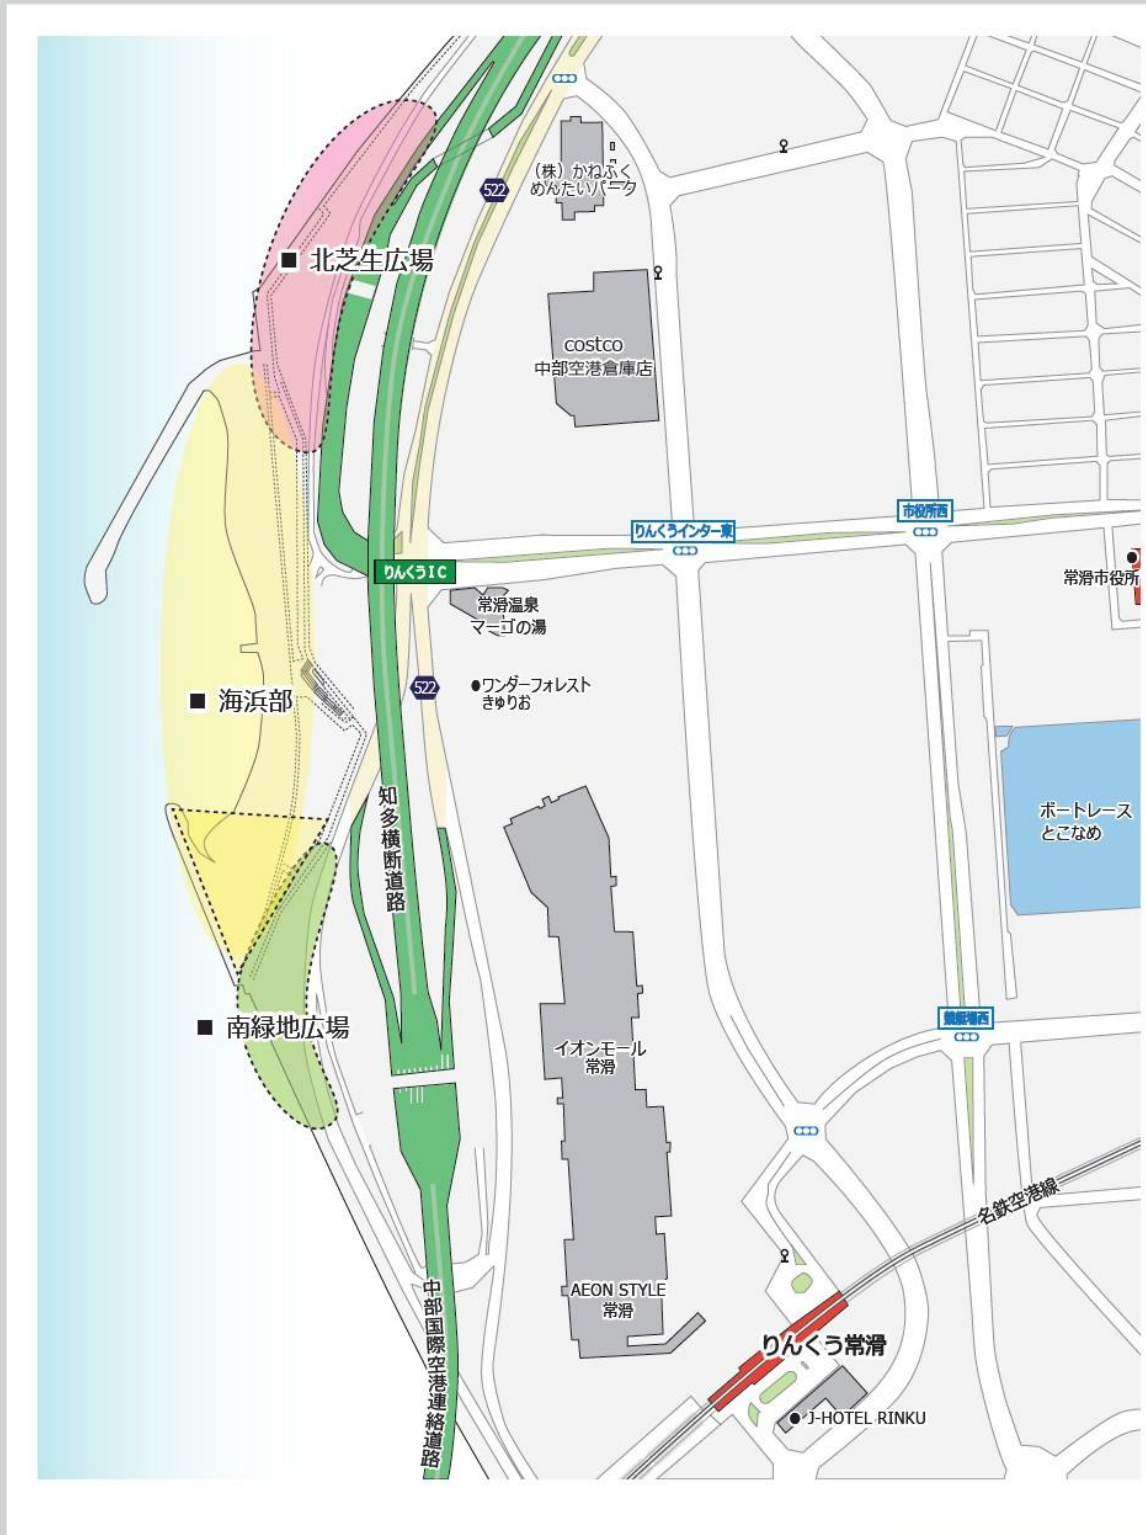 （株）かねふく
めんたいパーク
522
■ 北芝生広場
costco
中部空港倉庫店
市役所西
りんくうインター東
りんくうIC
常滑市役所
常滑温泉
マーゴの湯
522
●ワンダーフォレスト
きゅりお
■ 海浜部
知多横断道路
ボートレース
とこなめ
競艇場西
■ 南緑地広場
イオンモール
常滑
名鉄空港線
AEON STYLE
常滑
中部国際空港連絡道路
りんくう常滑
●J-HOTEL RINKU